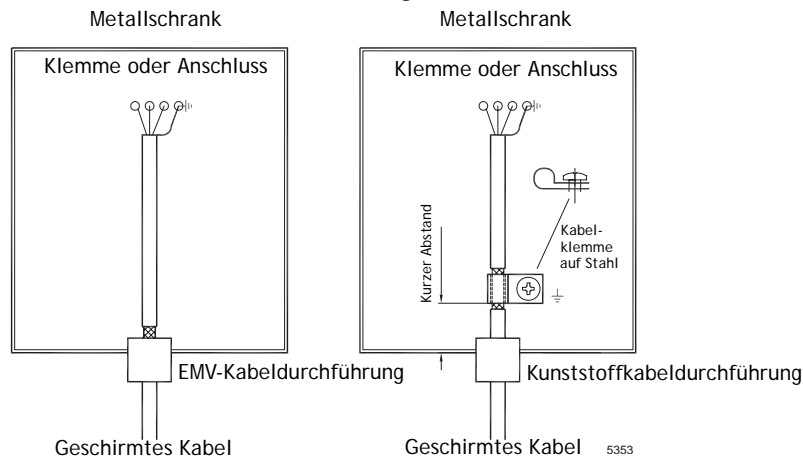 Metallschrank
Klemme oder Anschluss
EMV-Kabeldurchführung
Geschirmtes Kabel
Metallschrank
Klemme oder Anschluss
Kurzer Abstand
Kabel-
klemme
auf Stahl
Kunststoffkabeldurchführung
Geschirmtes Kabel
5353